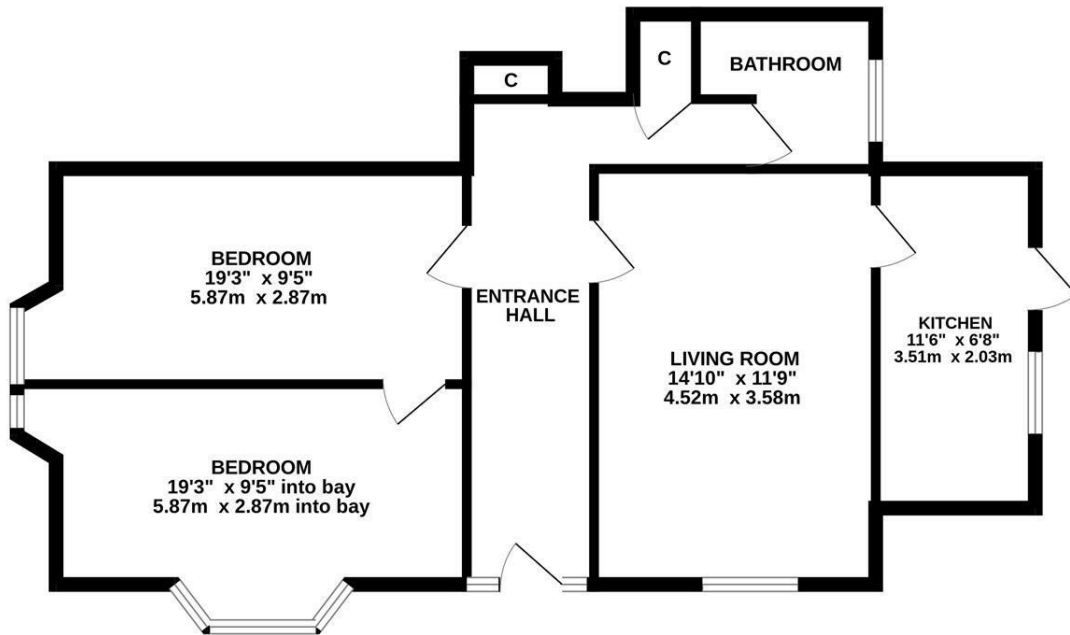 C
C
BATHROOM
BEDROOM
19'3" x 9'5"
5.87m x 2.87m
ENTRANCE
HALL
LIVING ROOM
14'10" x 11'9"
4.52m x 3.58m
KITCHEN
11'6" x 6'8"
3.51m x 2.03m
BEDROOM
19'3" x 9'5" into bay
5.87m x 2.87m into bay